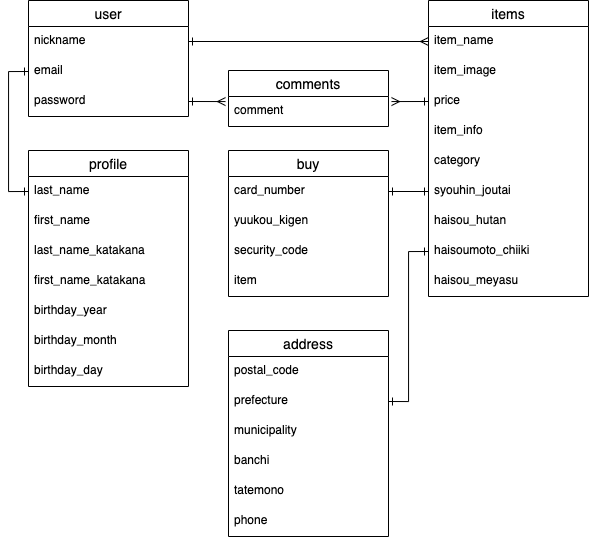 user
nickname
email
password
profile
last_name
first_name
last_name_katakana
first_name_katakana
birthday_year
birthday_month
birthday_day
comments
comment
buy
card_number
yuukou_kigen
security_code
item
address
postal_code
prefecture
municipality
banchi
tatemono
phone
items
item_name
item_image
price
item_info
category
syouhin_joutai
haisou_hutan
haisoumoto_chiiki
haisou_meyasu